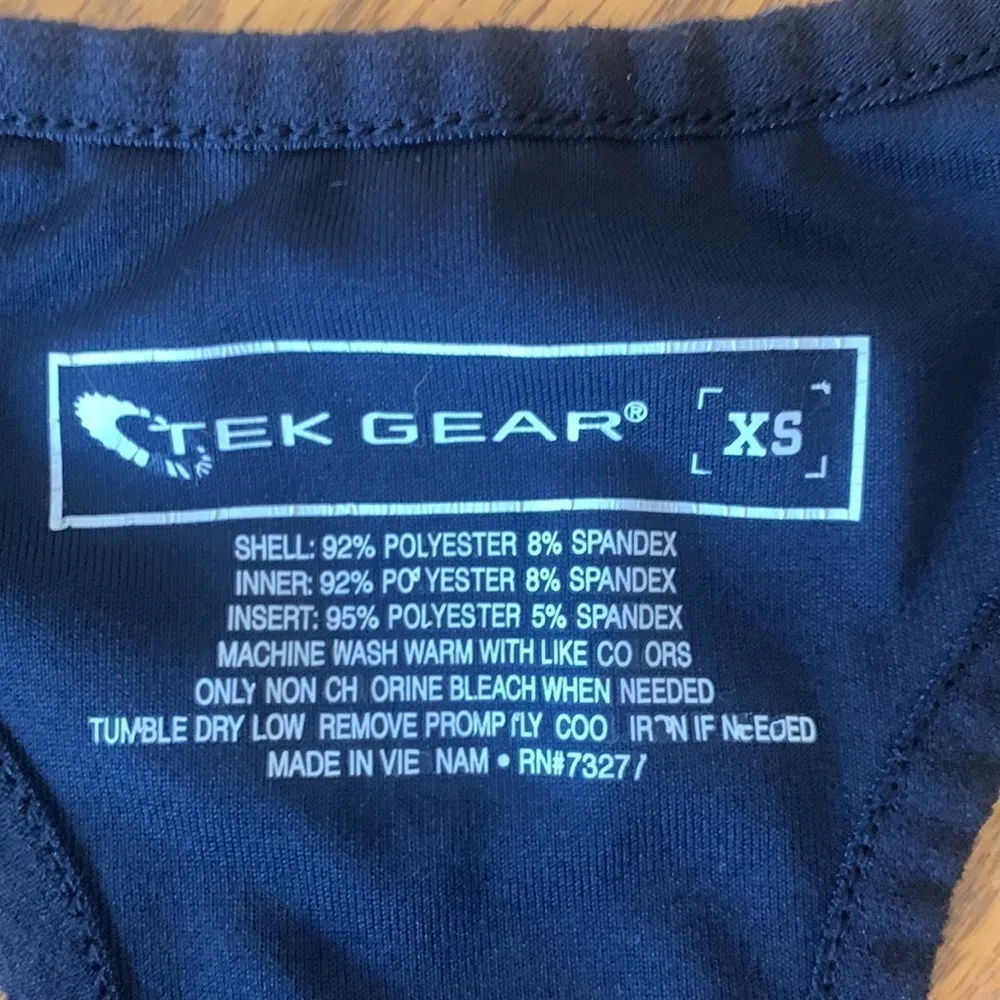 TEK GEAR® XS
SHELL: 92% POLYESTER 8% SPANDEX
INNER: 92% PO YESTER 8% SPANDEX
INSERT: 95% POLYESTER 5% SPANDEX
MACHINE WASH WARM WITH LIKE CO ORS
ONLY NON CH ORINE BLEACH WHEN NEEDED
TUMBLE DRY LOW REMOVE PROMPTLY COO IRON IF NEEDED
MADE IN VIE NAM • RN#7327